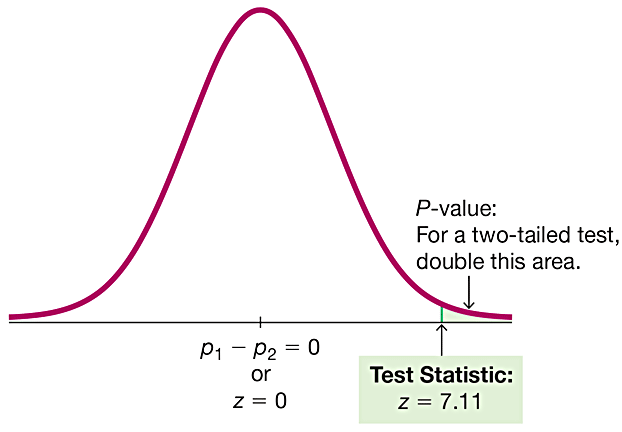 P-value:
For a two-tailed test,
double this area.
p₁ − p₂ = 0
or
z = 0
Test Statistic:
z = 7.11